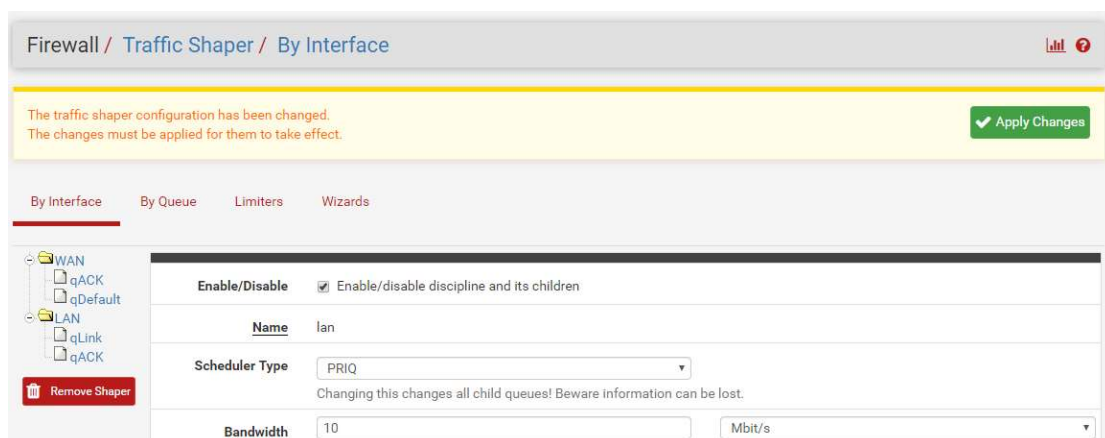 Firewall / Traffic Shaper / By Interface
The traffic shaper configuration has been changed.
The changes must be applied for them to take effect.
Apply Changes
By Interface By Queue Limiters Wizards
WAN
qACK
qDefault
LAN
qLink
qACK
Remove Shaper
Enable/Disable Enable/disable discipline and its children
Name lan
Scheduler Type PRIQ
Changing this changes all child queues! Beware information can be lost.
Bandwidth 10 Mbit/s